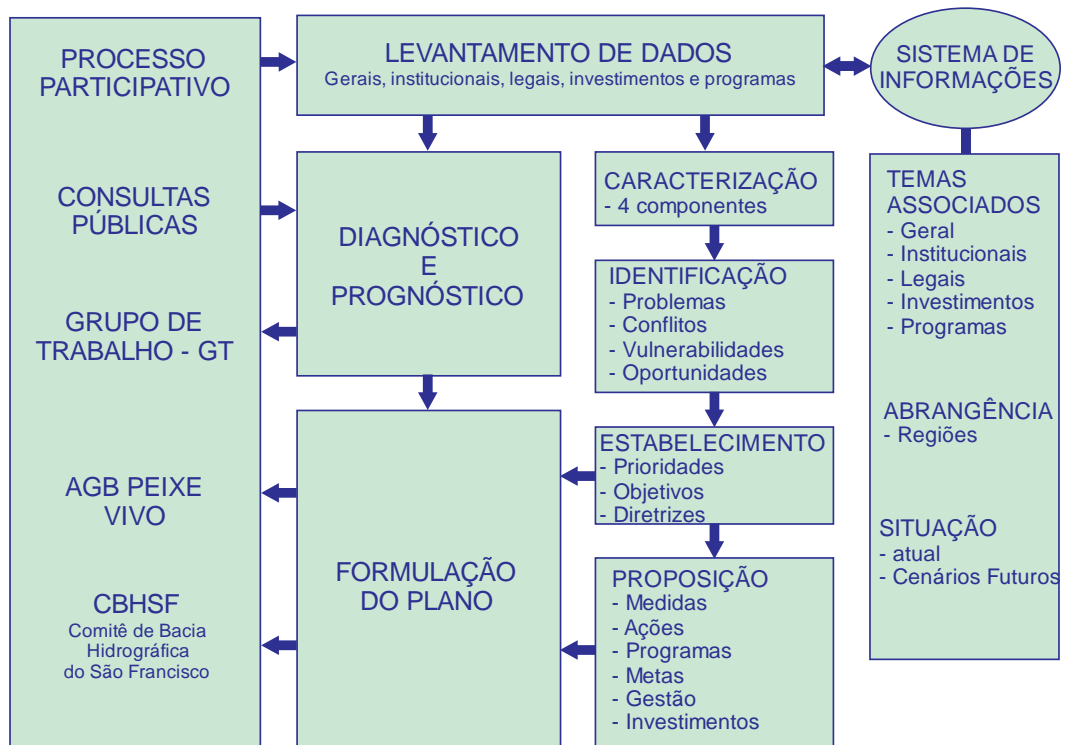 PROCESSO
PARTICIPATIVO
CONSULTAS
PÚBLICAS
GRUPO DE
TRABALHO - GT
AGB PEIXE
VIVO
CBHSF
Comitê de Bacia
Hidrográfica
do São Francisco
LEVANTAMENTO DE DADOS
Gerais, institucionais, legais, investimentos e programas
DIAGNÓSTICO
E
PROGNÓSTICO
FORMULAÇÃO
DO PLANO
CARACTERIZAÇÃO
- 4 componentes
IDENTIFICAÇÃO
- Problemas
- Conflitos
- Vulnerabilidades
- Oportunidades
ESTABELECIMENTO
- Prioridades
- Objetivos
- Diretrizes
PROPOSIÇÃO
- Medidas
- Ações
- Programas
- Metas
- Gestão
- Investimentos
SISTEMA DE
INFORMAÇÕES
TEMAS
ASSOCIADOS
- Geral
- Institucionais
- Legais
- Investimentos
- Programas
ABRANGÊNCIA
- Regiões
SITUAÇÃO
- atual
- Cenários Futuros